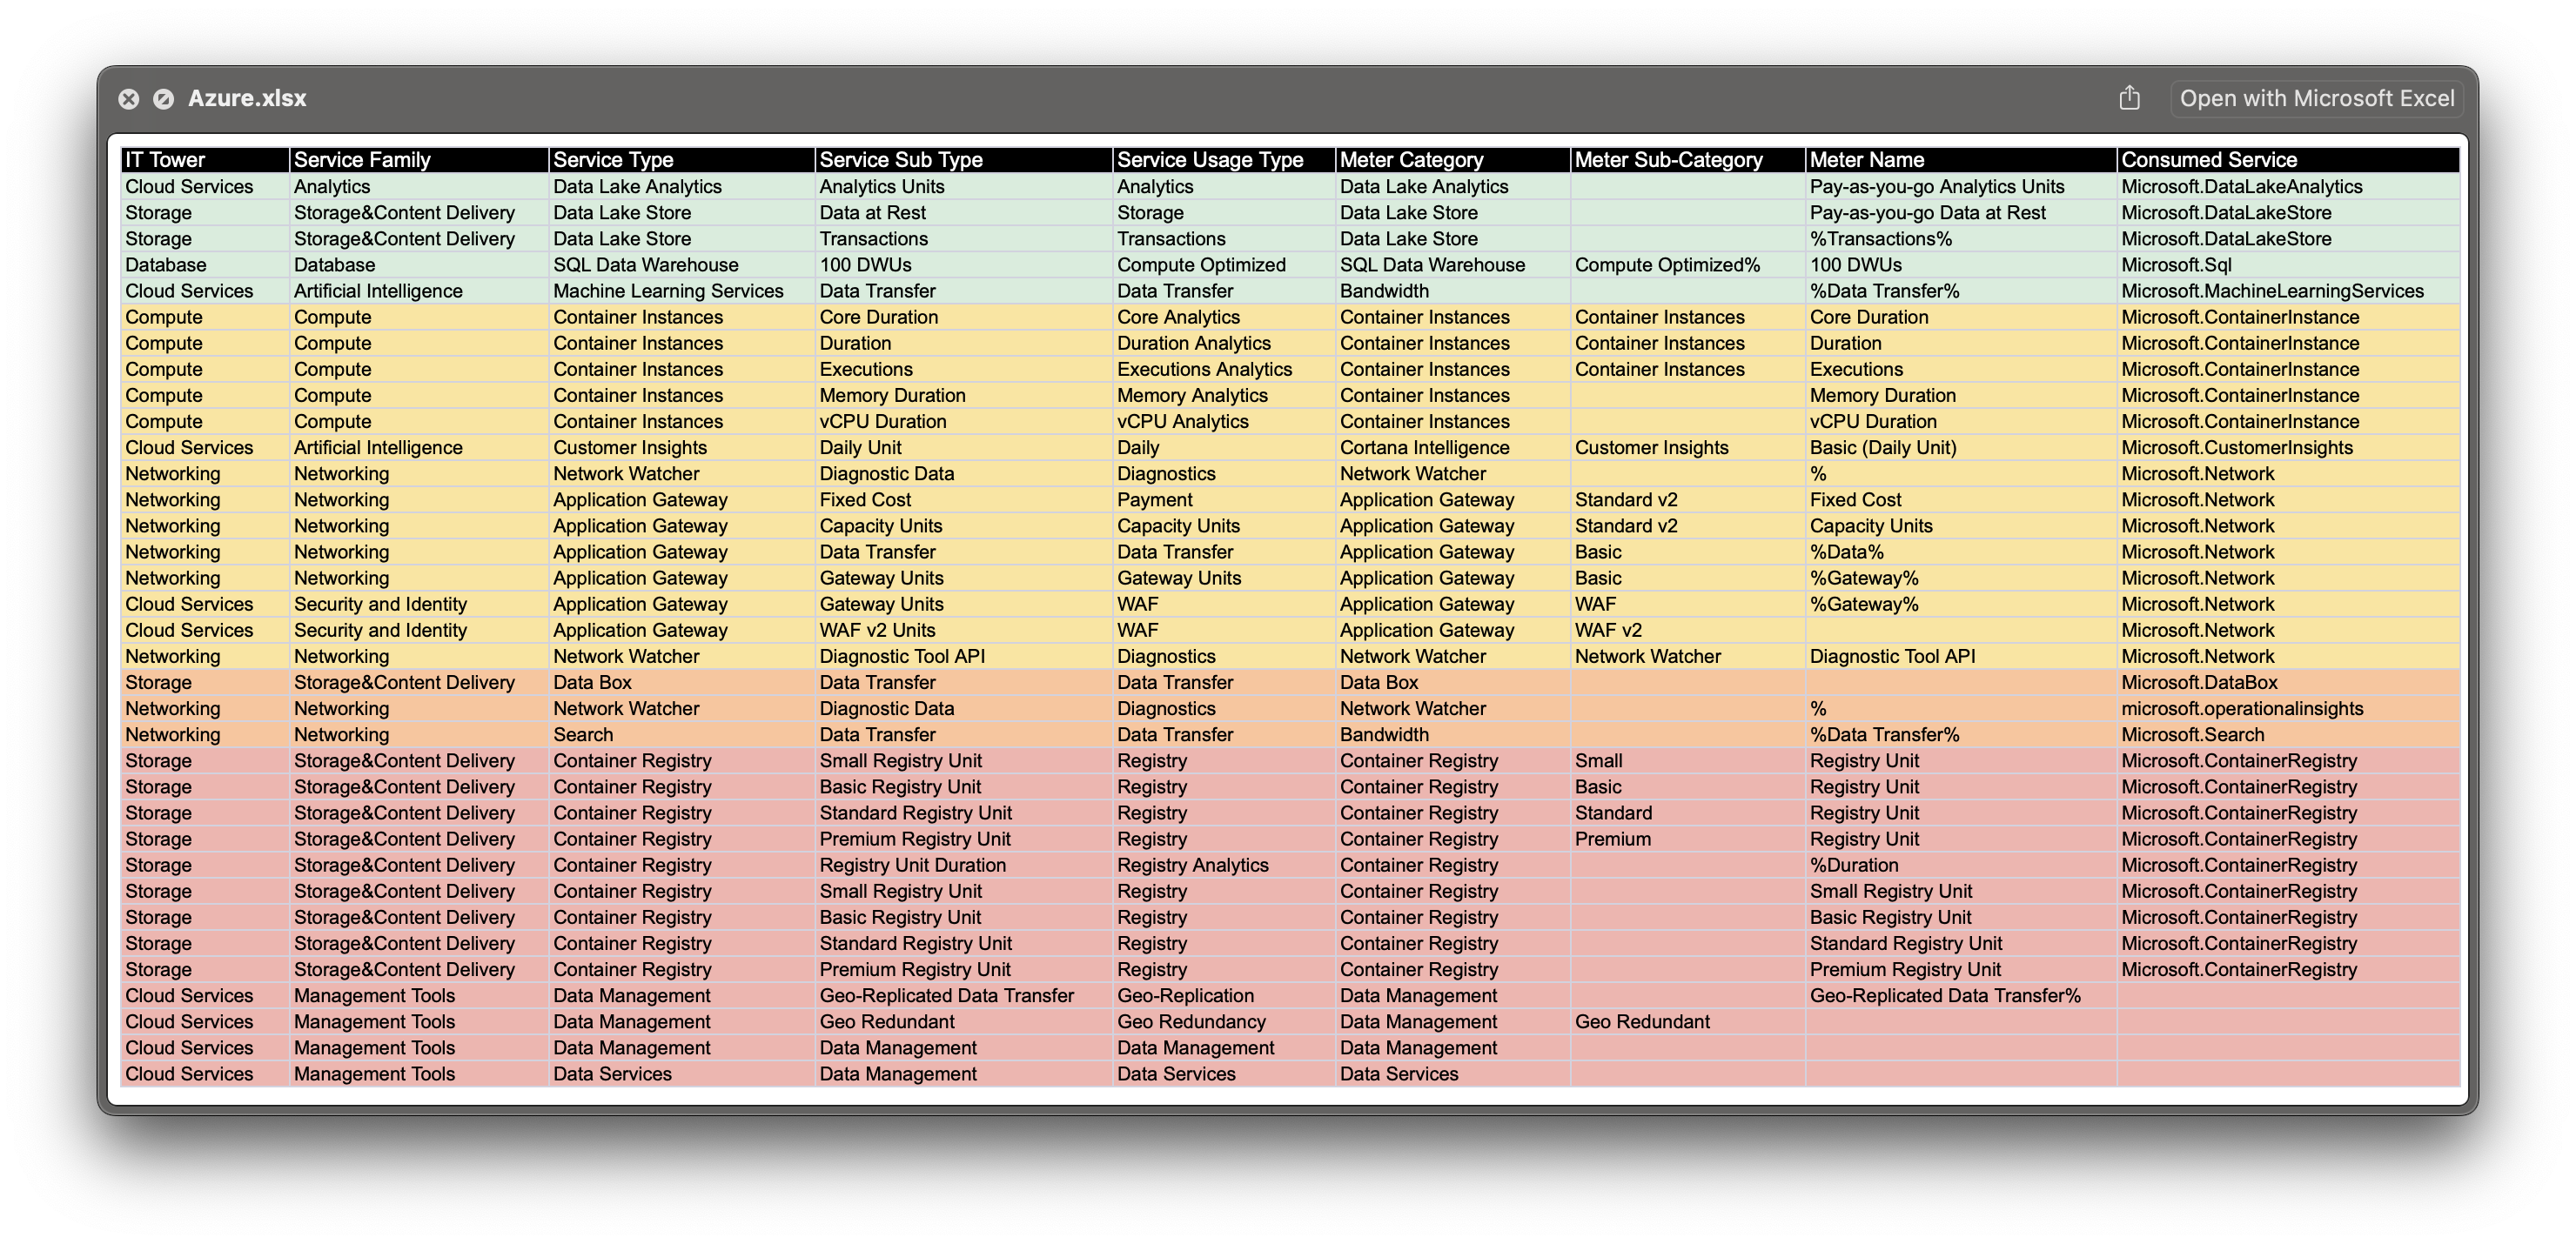 Azure.xlsx Open with Microsoft Excel
IT Tower Service Family Service Type Service Sub Type Service Usage Type Meter Category Meter Sub-Category Meter Name Consumed Service
Cloud Services Analytics Data Lake Analytics Analytics Units Analytics Data Lake Analytics Pay-as-you-go Analytics Units Microsoft.DataLakeAnalytics
Storage Storage&Content Delivery Data Lake Store Data at Rest Storage Data Lake Store Pay-as-you-go Data at Rest Microsoft.DataLakeStore
Storage Storage&Content Delivery Data Lake Store Transactions Transactions Data Lake Store %Transactions% Microsoft.DataLakeStore
Database Database SQL Data Warehouse 100 DWUs Compute Optimized SQL Data Warehouse Compute Optimized% 100 DWUs Microsoft.Sql
Cloud Services Artificial Intelligence Machine Learning Services Data Transfer Data Transfer Bandwidth %Data Transfer% Microsoft.MachineLearningServices
Compute Compute Container Instances Core Duration Core Analytics Container Instances Container Instances Core Duration Microsoft.ContainerInstance
Compute Compute Container Instances Duration Duration Analytics Container Instances Container Instances Duration Microsoft.ContainerInstance
Compute Compute Container Instances Executions Executions Analytics Container Instances Container Instances Executions Microsoft.ContainerInstance
Compute Compute Container Instances Memory Duration Memory Analytics Container Instances Memory Duration Microsoft.ContainerInstance
Compute Compute Container Instances vCPU Duration vCPU Analytics Container Instances vCPU Duration Microsoft.ContainerInstance
Cloud Services Artificial Intelligence Customer Insights Daily Unit Daily Cortana Intelligence Customer Insights Basic (Daily Unit) Microsoft.CustomerInsights
Networking Networking Network Watcher Diagnostic Data Diagnostics Network Watcher % Microsoft.Network
Networking Networking Application Gateway Fixed Cost Payment Application Gateway Standard v2 Fixed Cost Microsoft.Network
Networking Networking Application Gateway Capacity Units Capacity Units Application Gateway Standard v2 Capacity Units Microsoft.Network
Networking Networking Application Gateway Data Transfer Data Transfer Application Gateway Basic %Data% Microsoft.Network
Networking Networking Application Gateway Gateway Units Gateway Units Application Gateway Basic %Gateway% Microsoft.Network
Cloud Services Security and Identity Application Gateway Gateway Units WAF Application Gateway WAF %Gateway% Microsoft.Network
Cloud Services Security and Identity Application Gateway WAF v2 Units WAF Application Gateway WAF v2 Microsoft.Network
Networking Networking Network Watcher Diagnostic Tool API Diagnostics Network Watcher Network Watcher Diagnostic Tool API Microsoft.Network
Storage Storage&Content Delivery Data Box Data Transfer Data Transfer Data Box Microsoft.DataBox
Networking Networking Network Watcher Diagnostic Data Diagnostics Network Watcher % microsoft.operationalinsights
Networking Networking Search Data Transfer Data Transfer Bandwidth %Data Transfer% Microsoft.Search
Storage Storage&Content Delivery Container Registry Small Registry Unit Registry Container Registry Small Registry Unit Microsoft.ContainerRegistry
Storage Storage&Content Delivery Container Registry Basic Registry Unit Registry Container Registry Basic Registry Unit Microsoft.ContainerRegistry
Storage Storage&Content Delivery Container Registry Standard Registry Unit Registry Container Registry Standard Registry Unit Microsoft.ContainerRegistry
Storage Storage&Content Delivery Container Registry Premium Registry Unit Registry Container Registry Premium Registry Unit Microsoft.ContainerRegistry
Storage Storage&Content Delivery Container Registry Registry Unit Duration Registry Analytics Container Registry %Duration Microsoft.ContainerRegistry
Storage Storage&Content Delivery Container Registry Small Registry Unit Registry Container Registry Small Registry Unit Microsoft.ContainerRegistry
Storage Storage&Content Delivery Container Registry Basic Registry Unit Registry Container Registry Basic Registry Unit Microsoft.ContainerRegistry
Storage Storage&Content Delivery Container Registry Standard Registry Unit Registry Container Registry Standard Registry Unit Microsoft.ContainerRegistry
Storage Storage&Content Delivery Container Registry Premium Registry Unit Registry Container Registry Premium Registry Unit Microsoft.ContainerRegistry
Cloud Services Management Tools Data Management Geo-Replicated Data Transfer Geo-Replication Data Management Geo-Replicated Data Transfer%
Cloud Services Management Tools Data Management Geo Redundant Geo Redundancy Data Management Geo Redundant
Cloud Services Management Tools Data Management Data Management Data Management Data Management
Cloud Services Management Tools Data Services Data Management Data Services Data Services